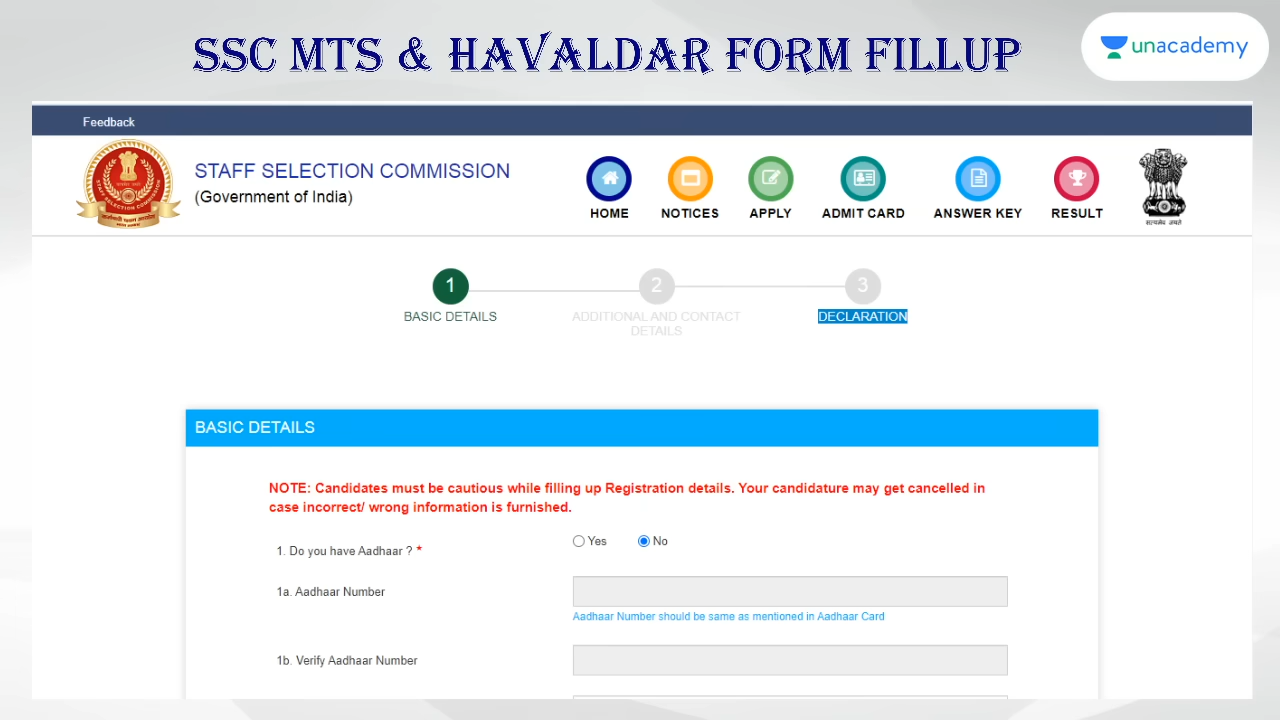 SSC MTS & HAVALDAR FORM FILLUP
unacademy
Feedback
STAFF SELECTION COMMISSION
(Government of India)
HOME
NOTICES
APPLY
ADMIT CARD
ANSWER KEY
RESULT
सत्यमेव जयते
1
2
3
BASIC DETAILS
ADDITIONAL AND CONTACT
DETAILS
DECLARATION
BASIC DETAILS
NOTE: Candidates must be cautious while filling up Registration details. Your candidature may get cancelled in
case incorrect/ wrong information is furnished.
1. Do you have Aadhaar ? *
Yes
No
1a. Aadhaar Number
Aadhaar Number should be same as mentioned in Aadhaar Card
1b. Verify Aadhaar Number